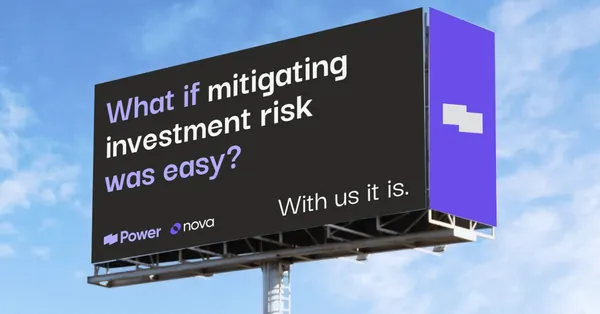 What if mitigating
investment risk
was easy?
With us it is.
Power nova